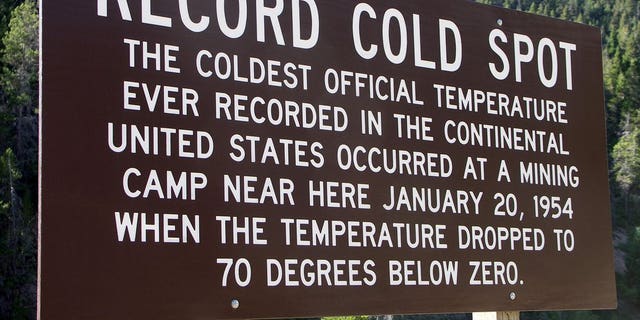 RECORD COLD SPOT
THE COLDEST OFFICIAL TEMPERATURE
EVER RECORDED IN THE CONTINENTAL
UNITED STATES OCCURRED AT A MINING
CAMP NEAR HERE JANUARY 20, 1954
WHEN THE TEMPERATURE DROPPED TO
70 DEGREES BELOW ZERO.